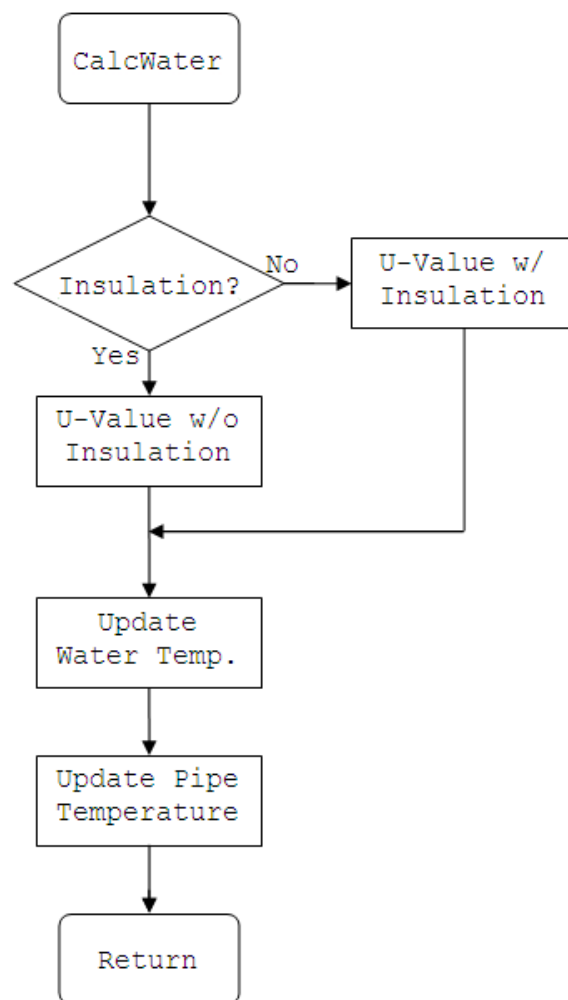 CalcWater
Insulation?
No
U-Value w/
Insulation
Yes
U-Value w/o
Insulation
Update
Water Temp.
Update Pipe
Temperature
Return